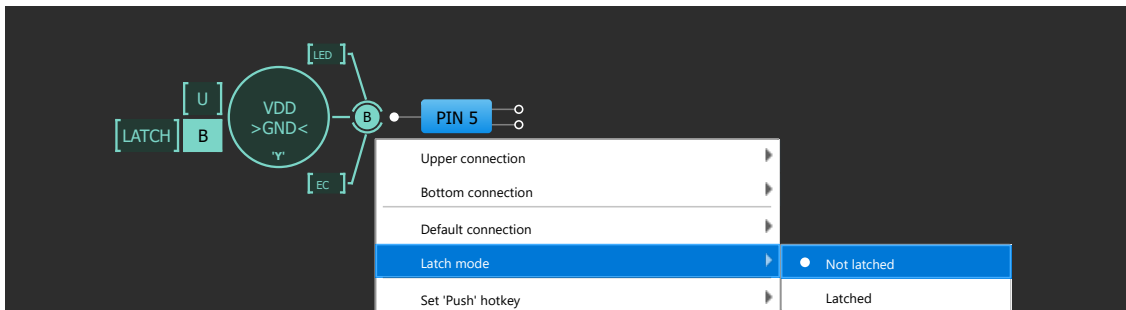 [LED ]
[ U ]
[LATCH]
B
VDD
>GND<
'Y'
B
PIN 5
[EC ]
Upper connection
Bottom connection
Default connection
Latch mode
Not latched
Set 'Push' hotkey
Latched